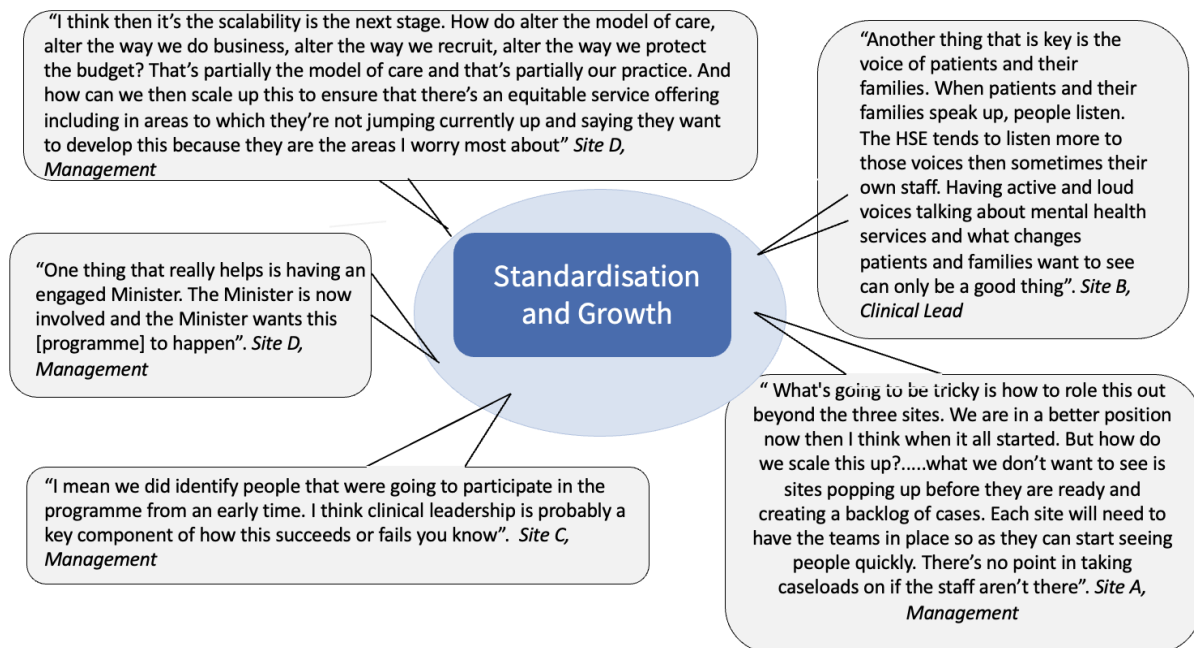 “I think then it’s the scalability is the next stage. How do alter the model of care,
alter the way we do business, alter the way we recruit, alter the way we protect
the budget? That’s partially the model of care and that’s partially our practice. And
how can we then scale up this to ensure that there’s an equitable service offering
including in areas to which they’re not jumping currently up and saying they want
to develop this because they are the areas I worry most about” Site D,
Management
“Another thing that is key is the
voice of patients and their
families. When patients and their
families speak up, people listen.
The HSE tends to listen more to
those voices then sometimes their
own staff. Having active and loud
voices talking about mental health
services and what changes
patients and families want to see
can only be a good thing”. Site B,
Clinical Lead
“One thing that really helps is having an
engaged Minister. The Minister is now
involved and the Minister wants this
[programme] to happen”. Site D,
Management
Standardisation
and Growth
“I mean we did identify people that were going to participate in the
programme from an early time. I think clinical leadership is probably a
key component of how this succeeds or fails you know”. Site C,
Management
“ What's going to be tricky is how to role this out
beyond the three sites. We are in a better position
now then I think when it all started. But how do
we scale this up?.....what we don’t want to see is
sites popping up before they are ready and
creating a backlog of cases. Each site will need to
have the teams in place so as they can start seeing
people quickly. There’s no point in taking
caseloads on if the staff aren’t there”. Site A,
Management